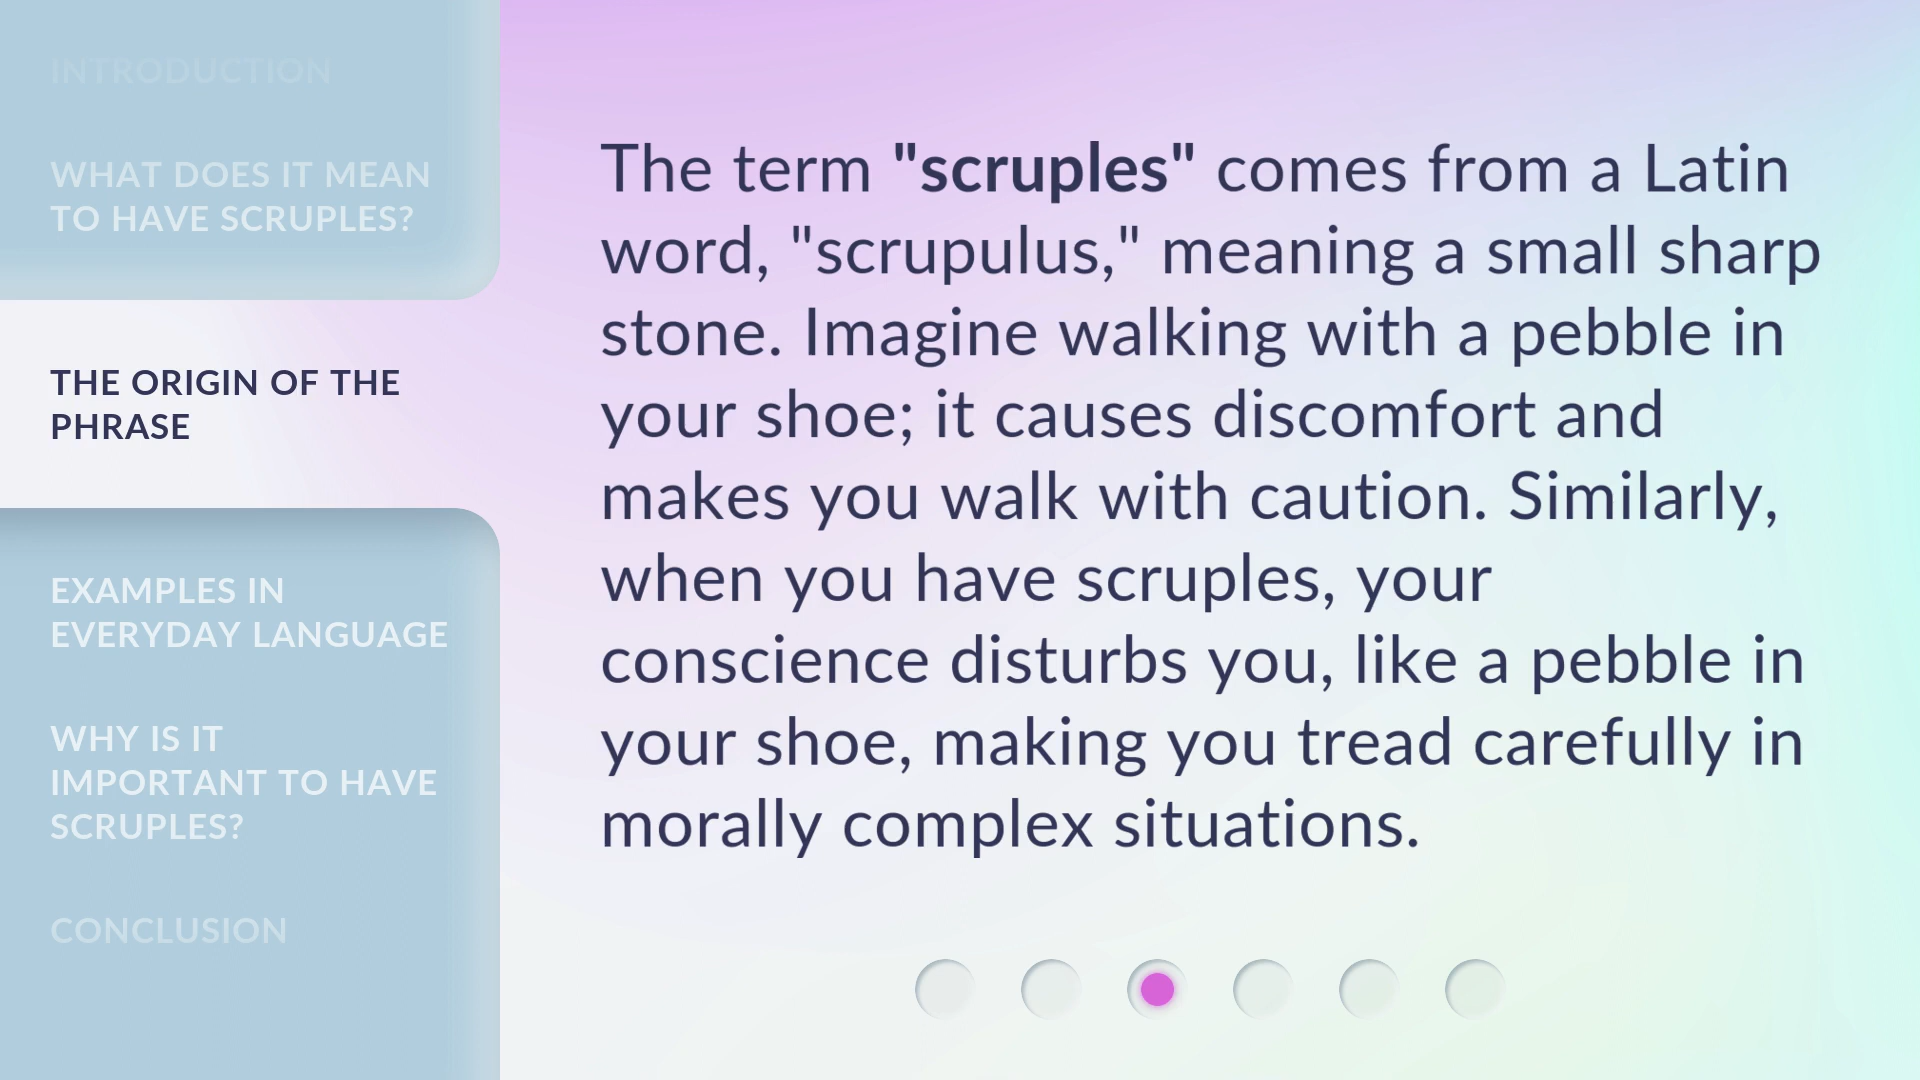 INTRODUCTION
WHAT DOES IT MEAN
TO HAVE SCRUPLES?
THE ORIGIN OF THE
PHRASE
EXAMPLES IN
EVERYDAY LANGUAGE
WHY IS IT
IMPORTANT TO HAVE
SCRUPLES?
CONCLUSION
The term "scruples" comes from a Latin
word, "scrupulus," meaning a small sharp
stone. Imagine walking with a pebble in
your shoe; it causes discomfort and
makes you walk with caution. Similarly,
when you have scruples, your
conscience disturbs you, like a pebble in
your shoe, making you tread carefully in
morally complex situations.